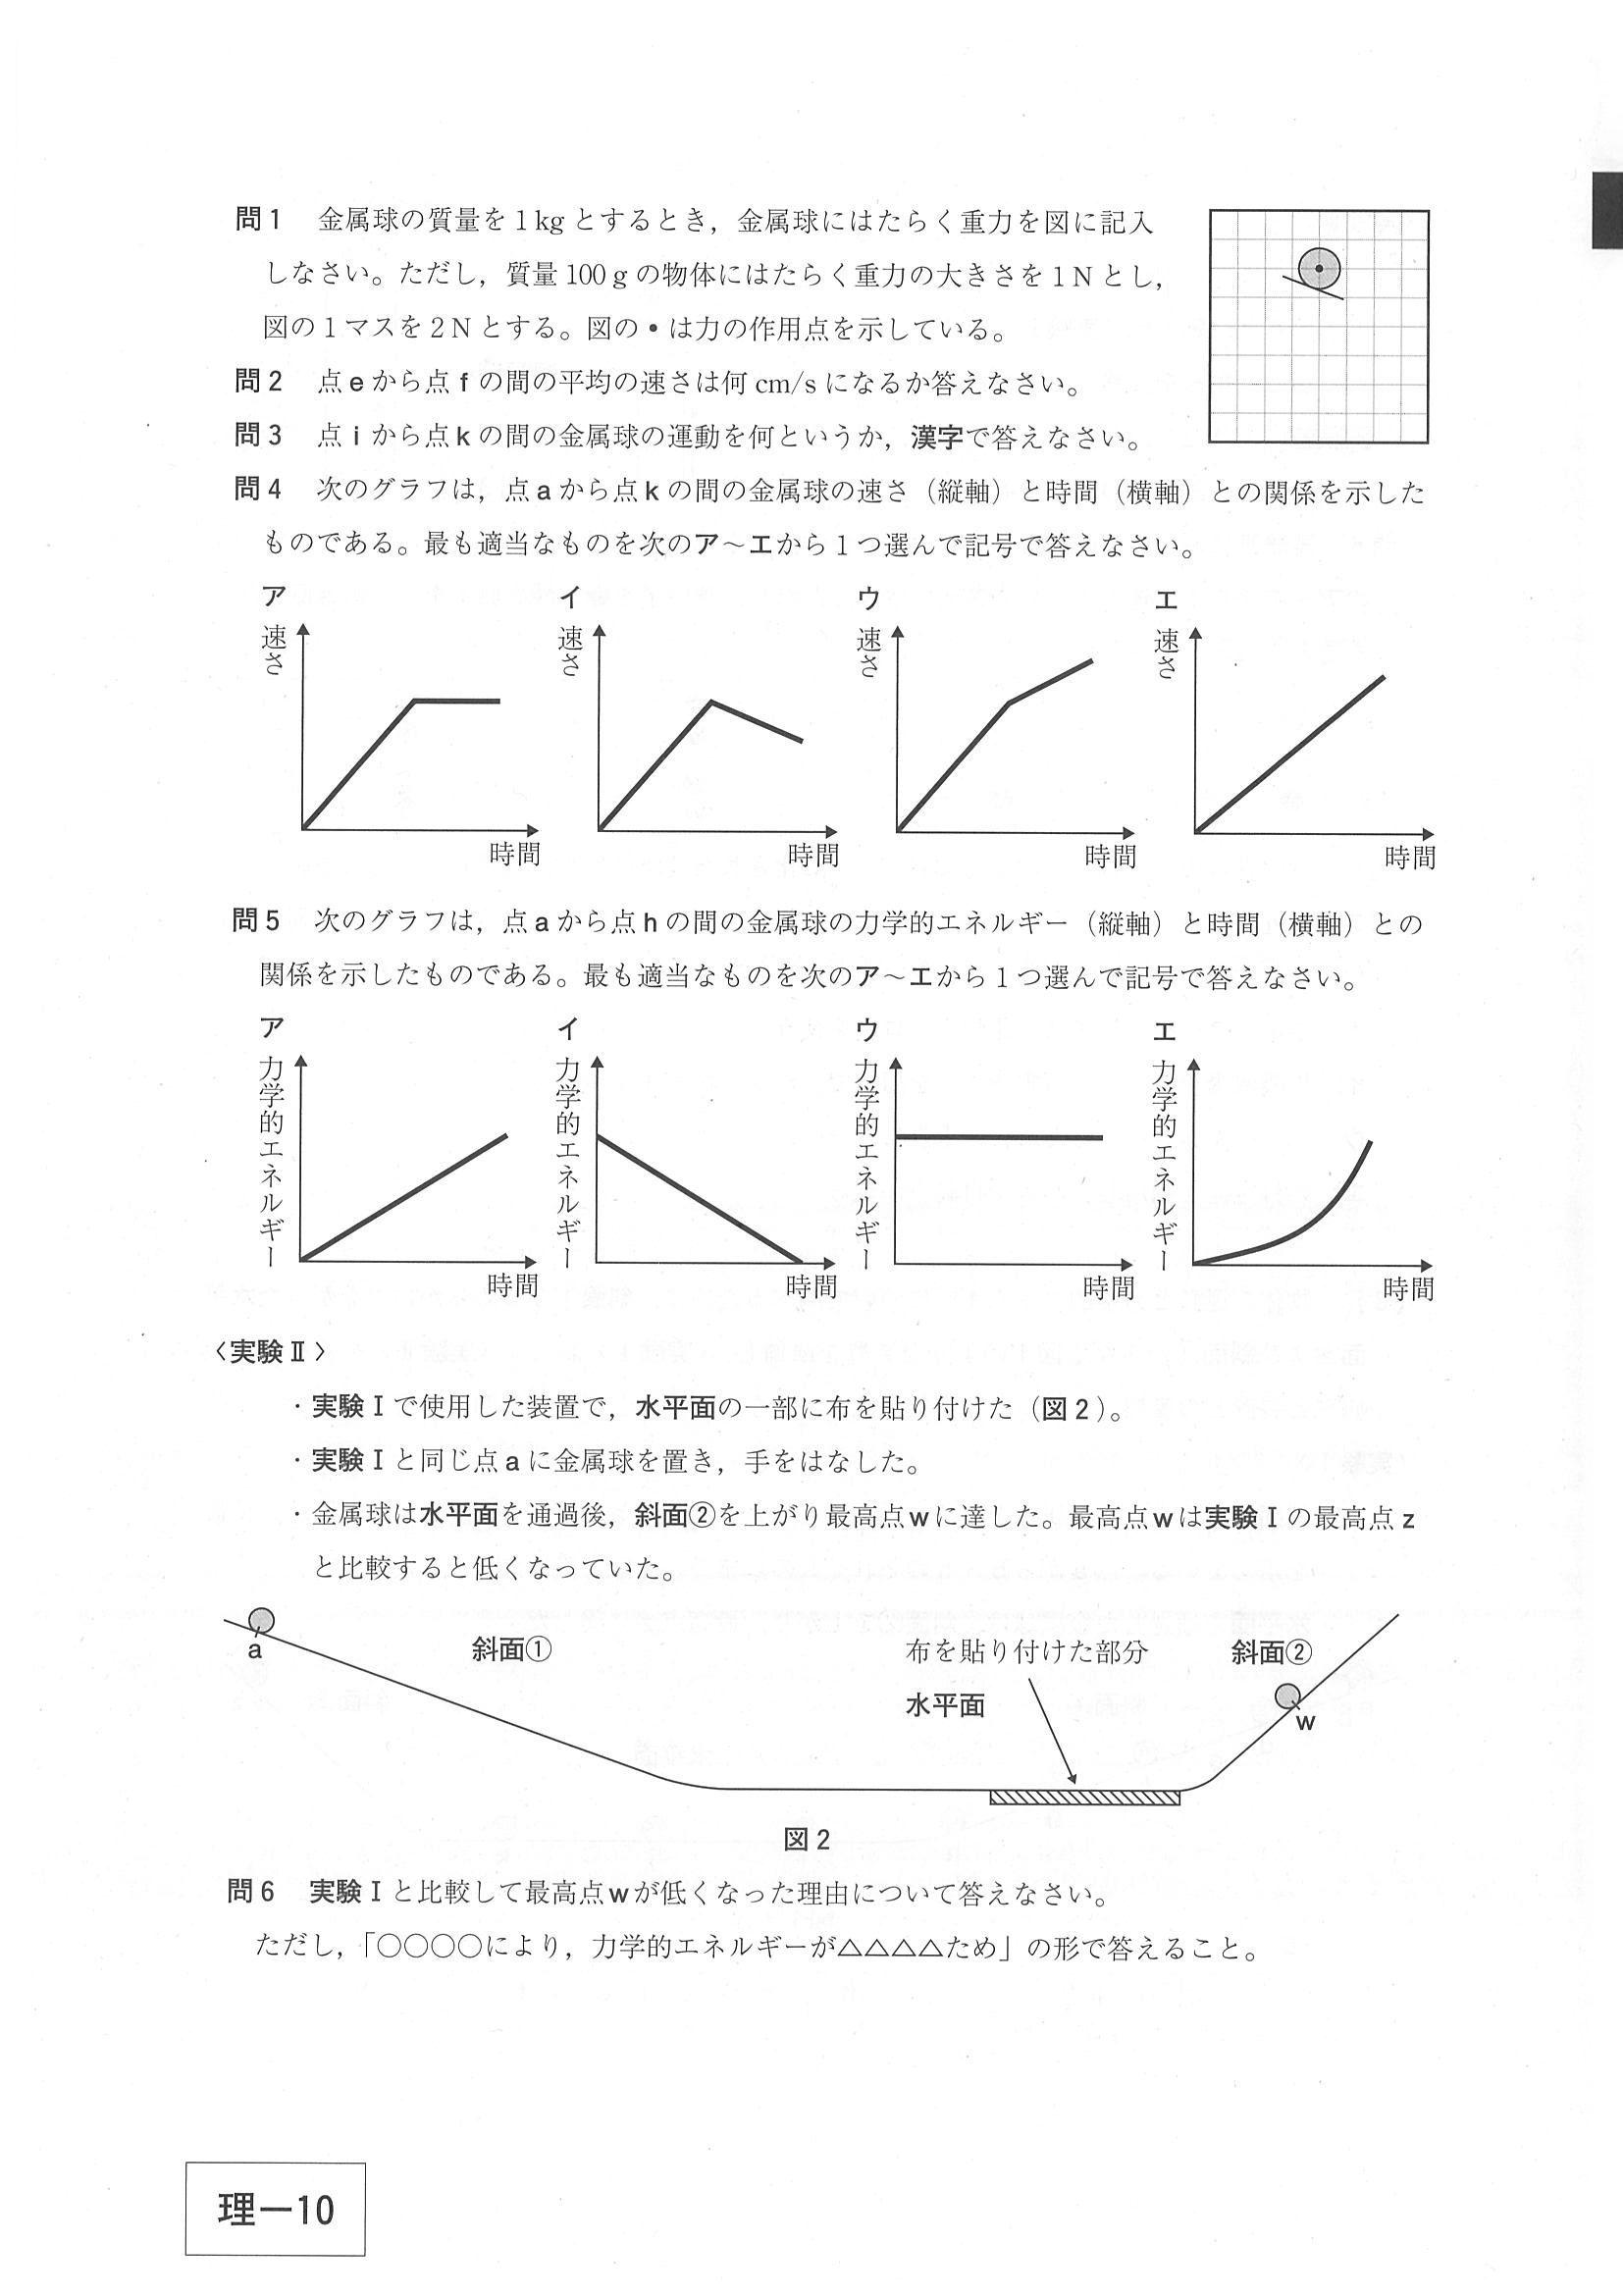 問1 金属球の質量を1kgとするとき，金属球にはたらく重力を図に記入
しなさい。ただし，質量100gの物体にはたらく重力の大きさを1Nとし，
図の1マスを2Nとする。図の・は力の作用点を示している。
問2 点eから点fの間の平均の速さは何cm/sになるか答えなさい。
問3 点iから点kの間の金属球の運動を何というか，漢字で答えなさい。
問4 次のグラフは，点aから点kの間の金属球の速さ（縦軸）と時間（横軸）との関係を示した
ものである。最も適当なものを次のア～エから1つ選んで記号で答えなさい。
ア イ ウ エ
速さ 速さ 速さ 速さ
時間 時間 時間 時間
問5 次のグラフは，点aから点hの間の金属球の力学的エネルギー（縦軸）と時間（横軸）との
関係を示したものである。最も適当なものを次のア～エから1つ選んで記号で答えなさい。
ア イ ウ エ
力学的エネルギー 力学的エネルギー 力学的エネルギー 力学的エネルギー
時間 時間 時間 時間
〈実験Ⅱ〉
・実験Ⅰで使用した装置で，水平面の一部に布を貼り付けた（図2）。
・実験Ⅰと同じ点aに金属球を置き，手をはなした。
・金属球は水平面を通過後，斜面②を上がり最高点wに達した。最高点wは実験Ⅰの最高点z
と比較すると低くなっていた。
a
斜面①
布を貼り付けた部分
斜面②
水平面
w
図2
問6 実験Ⅰと比較して最高点wが低くなった理由について答えなさい。
ただし，「○○○○により，力学的エネルギーが△△△△ため」の形で答えること。
理―10